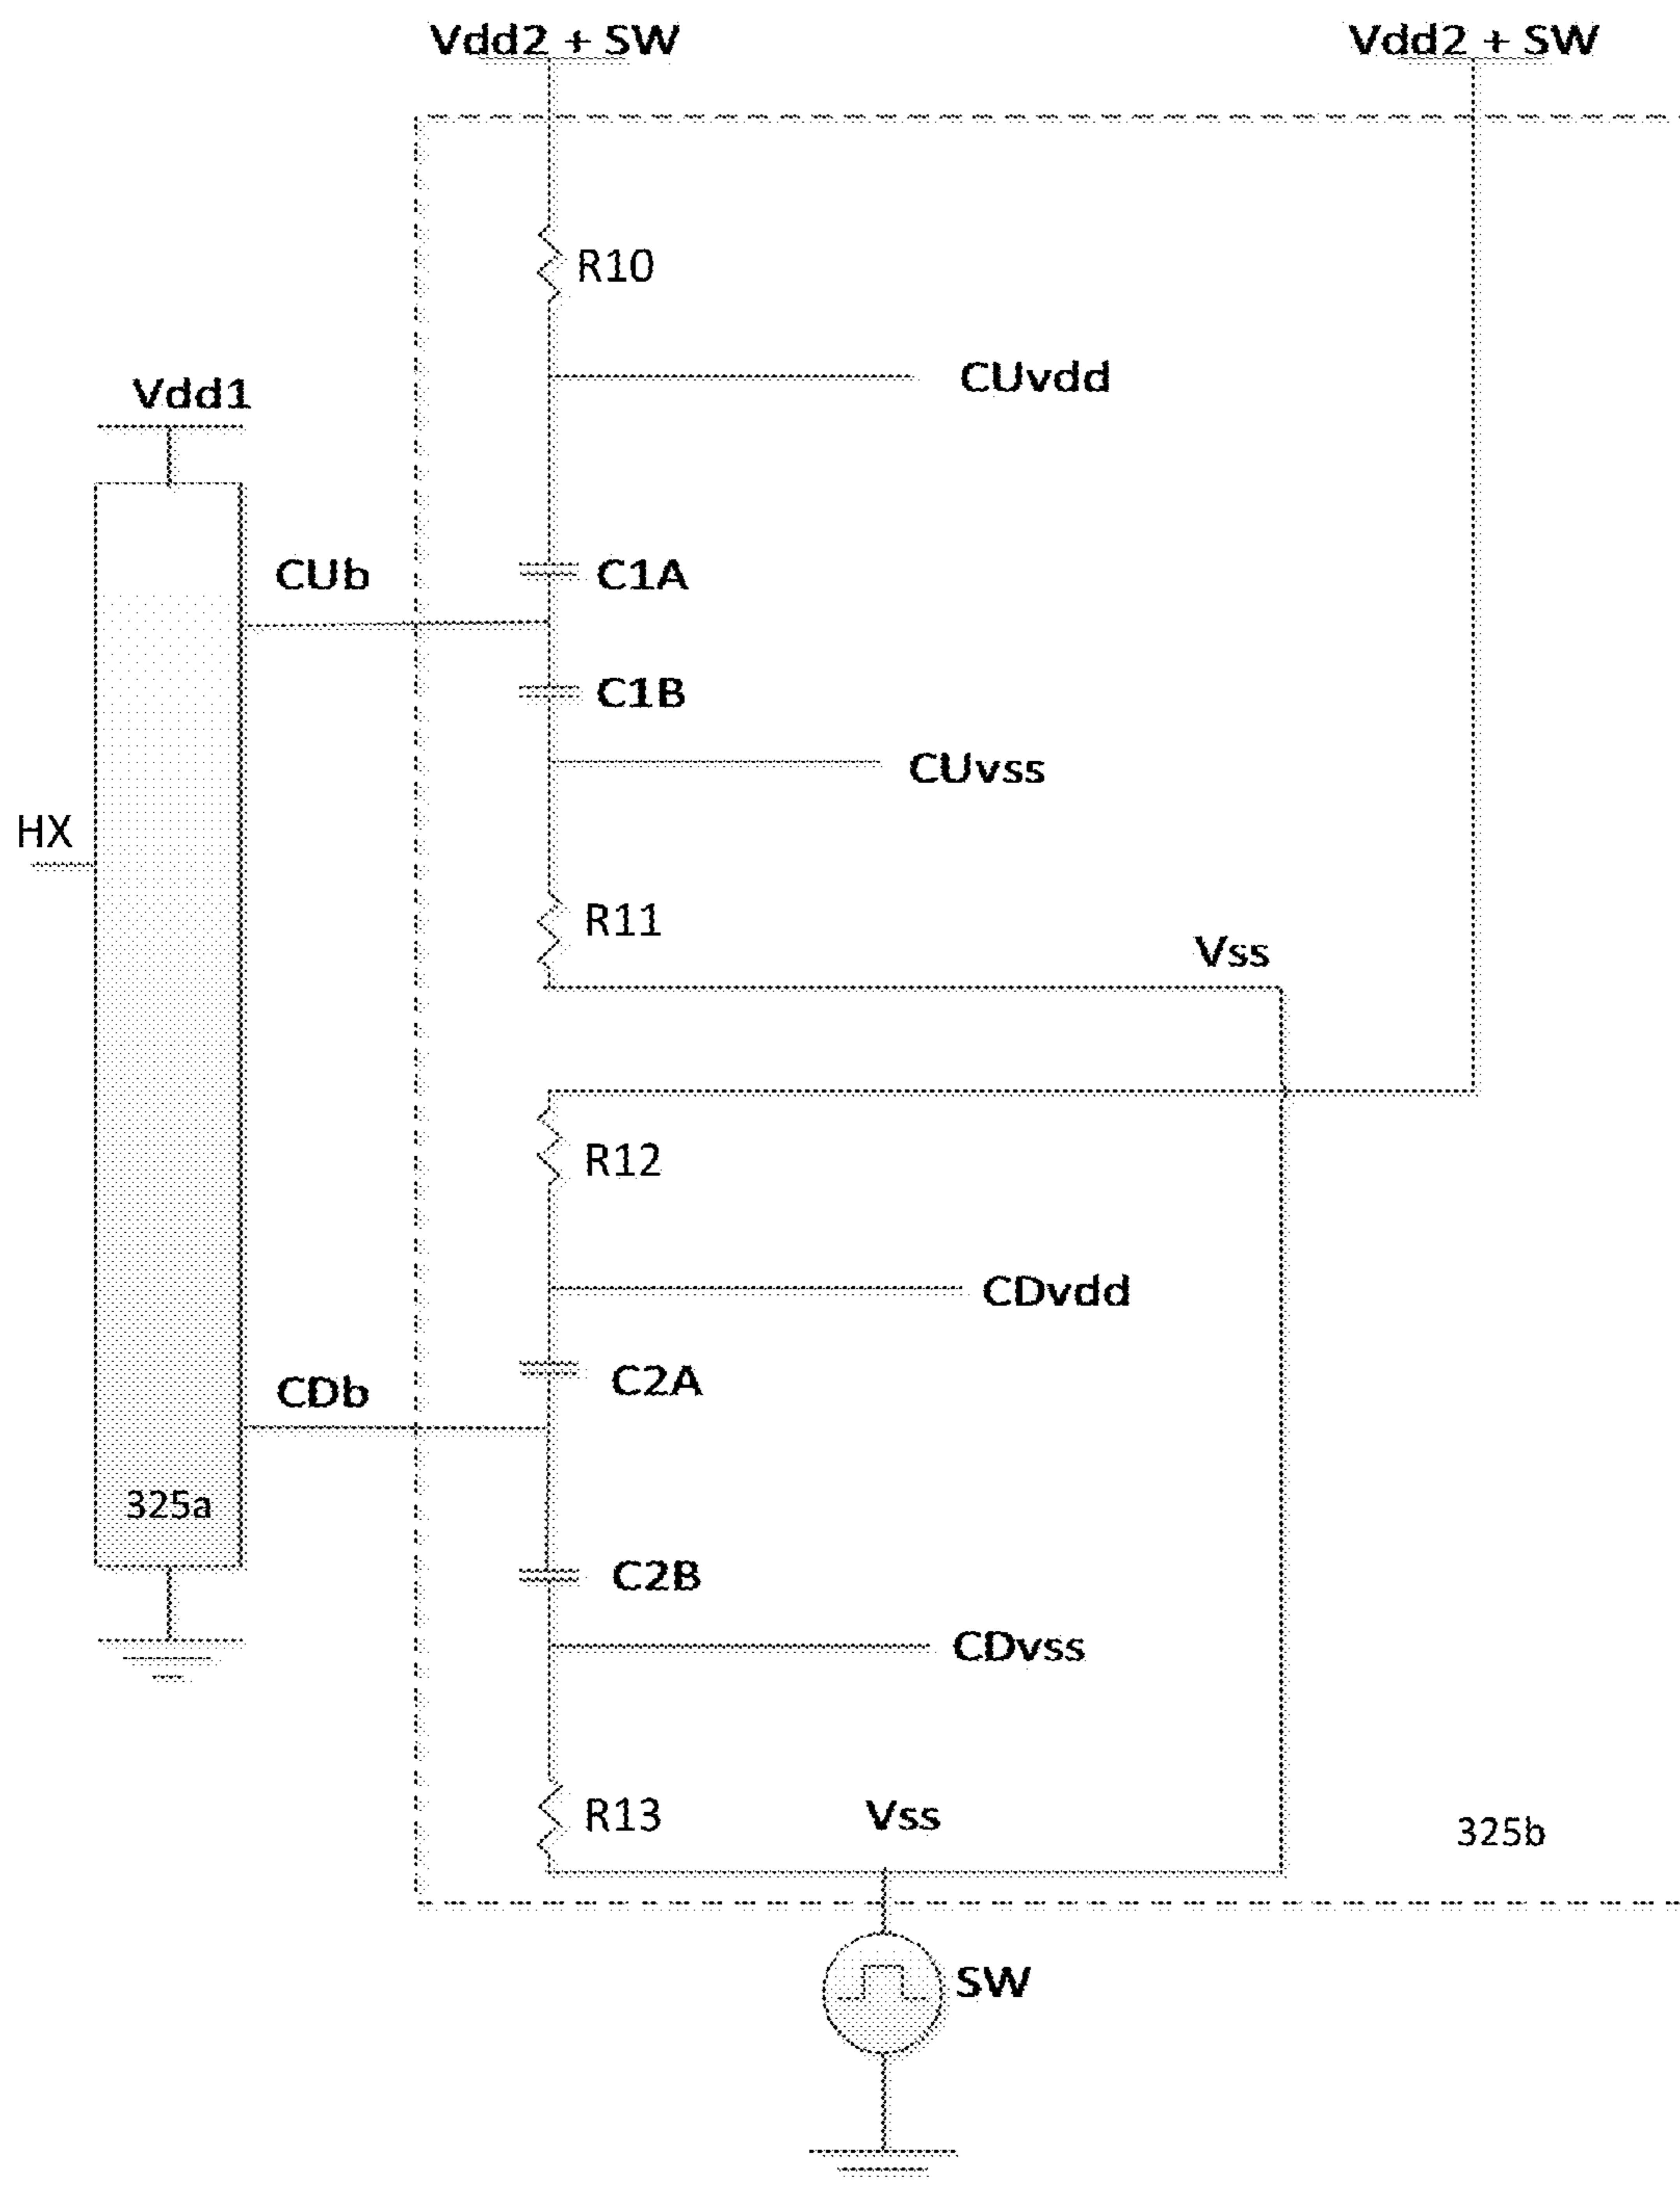 Vdd2 + SW
Vdd2 + SW
R10
CUvdd
Vdd1
CUb
C1A
C1B
CUvss
HX
R11
Vss
R12
CDvdd
C2A
CDb
325a
C2B
CDvss
R13
Vss
325b
SW